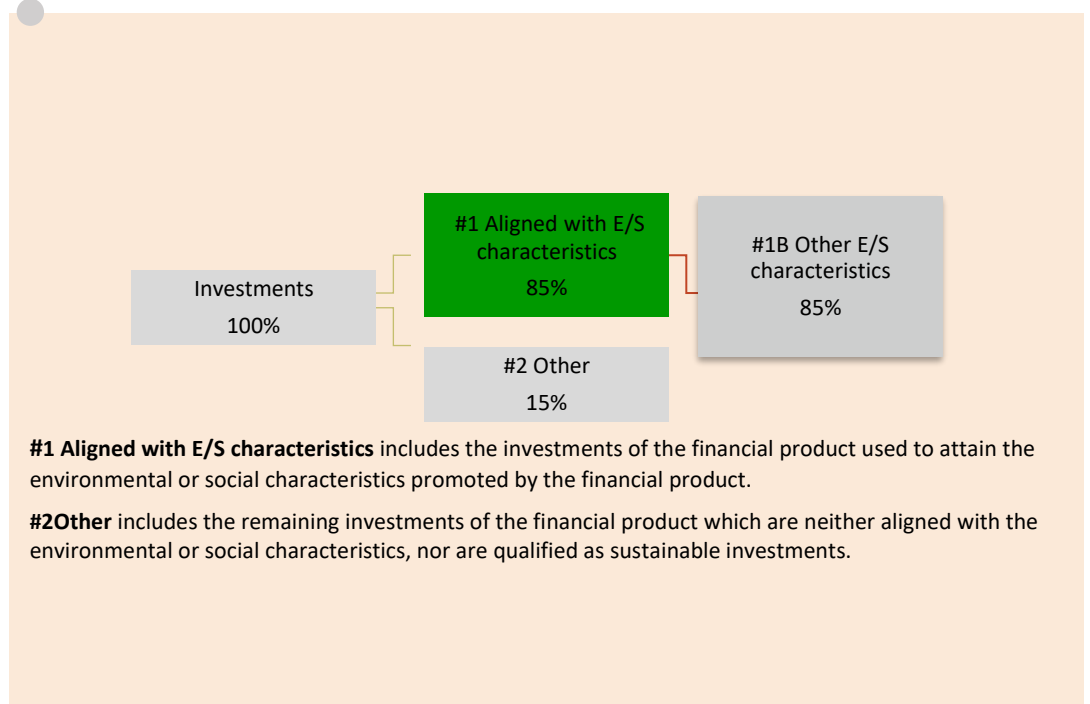 Investments
100%
#1 Aligned with E/S
characteristics
85%
#1B Other E/S
characteristics
85%
#2 Other
15%
#1 Aligned with E/S characteristics includes the investments of the financial product used to attain the
environmental or social characteristics promoted by the financial product.
#2Other includes the remaining investments of the financial product which are neither aligned with the
environmental or social characteristics, nor are qualified as sustainable investments.